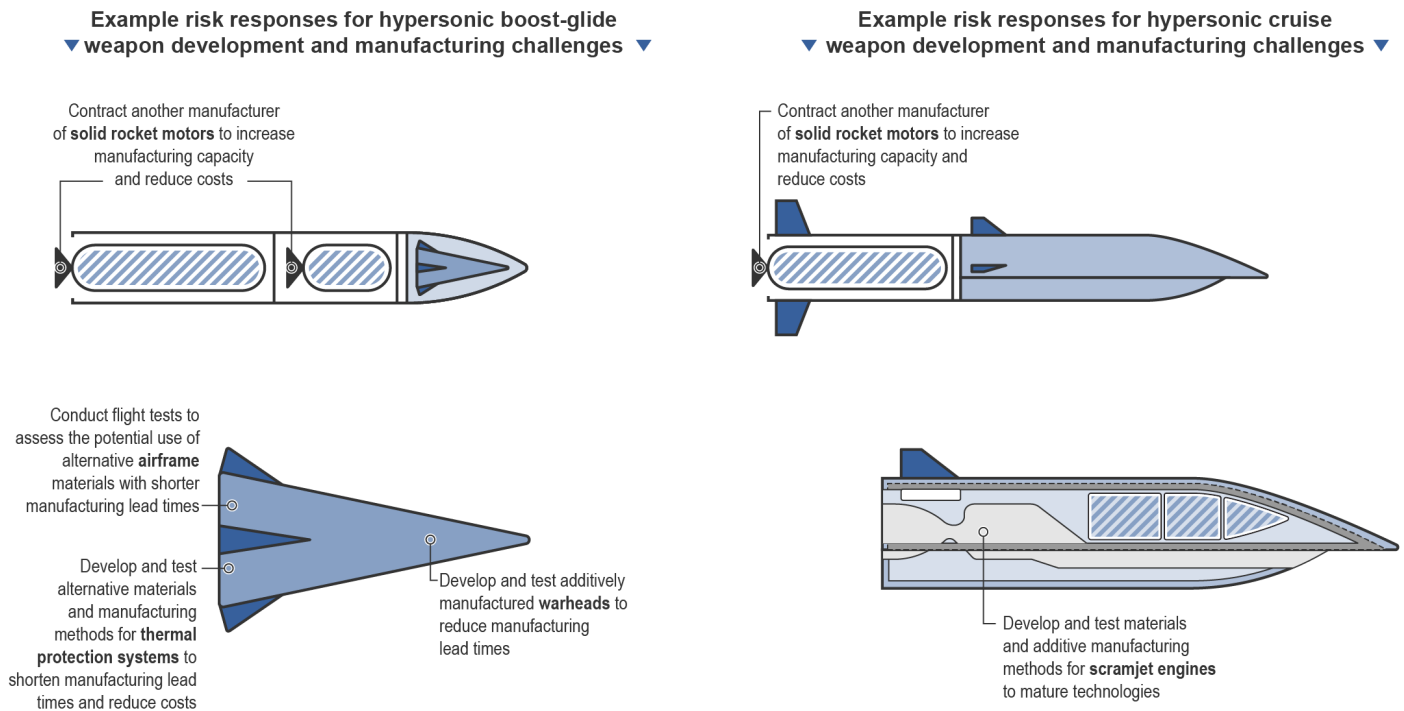 Example risk responses for hypersonic boost-glide
weapon development and manufacturing challenges
Contract another manufacturer
of solid rocket motors to increase
manufacturing capacity
and reduce costs
Conduct flight tests to
assess the potential use of
alternative airframe
materials with shorter
manufacturing lead times
Develop and test
alternative materials
and manufacturing
methods for thermal
protection systems to
shorten manufacturing lead
times and reduce costs
Develop and test additively
manufactured warheads to
reduce manufacturing
lead times
Example risk responses for hypersonic cruise
weapon development and manufacturing challenges
Contract another manufacturer
of solid rocket motors to increase
manufacturing capacity and
reduce costs
Develop and test materials
and additive manufacturing
methods for scramjet engines
to mature technologies